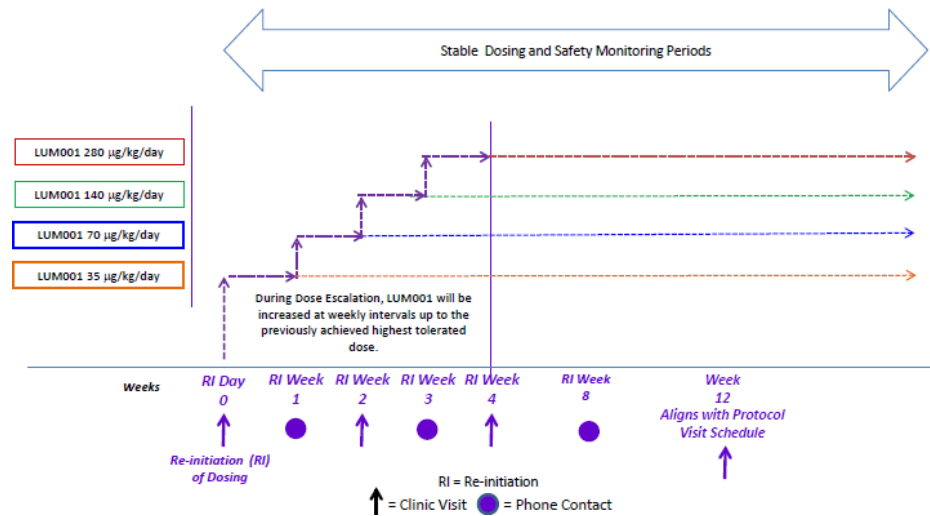 Stable Dosing and Safety Monitoring Periods
LUM001 280 µg/kg/day
LUM001 140 µg/kg/day
LUM001 70 µg/kg/day
LUM001 35 µg/kg/day
During Dose Escalation, LUM001 will be
increased at weekly intervals up to the
previously achieved highest tolerated
dose.
Weeks
RI Day
0
RI Week
1
RI Week
2
RI Week
3
RI Week
4
RI Week
8
Week
12
Aligns with Protocol
Visit Schedule
Re-initiation (RI)
of Dosing
RI = Re-initiation
= Clinic Visit
= Phone Contact